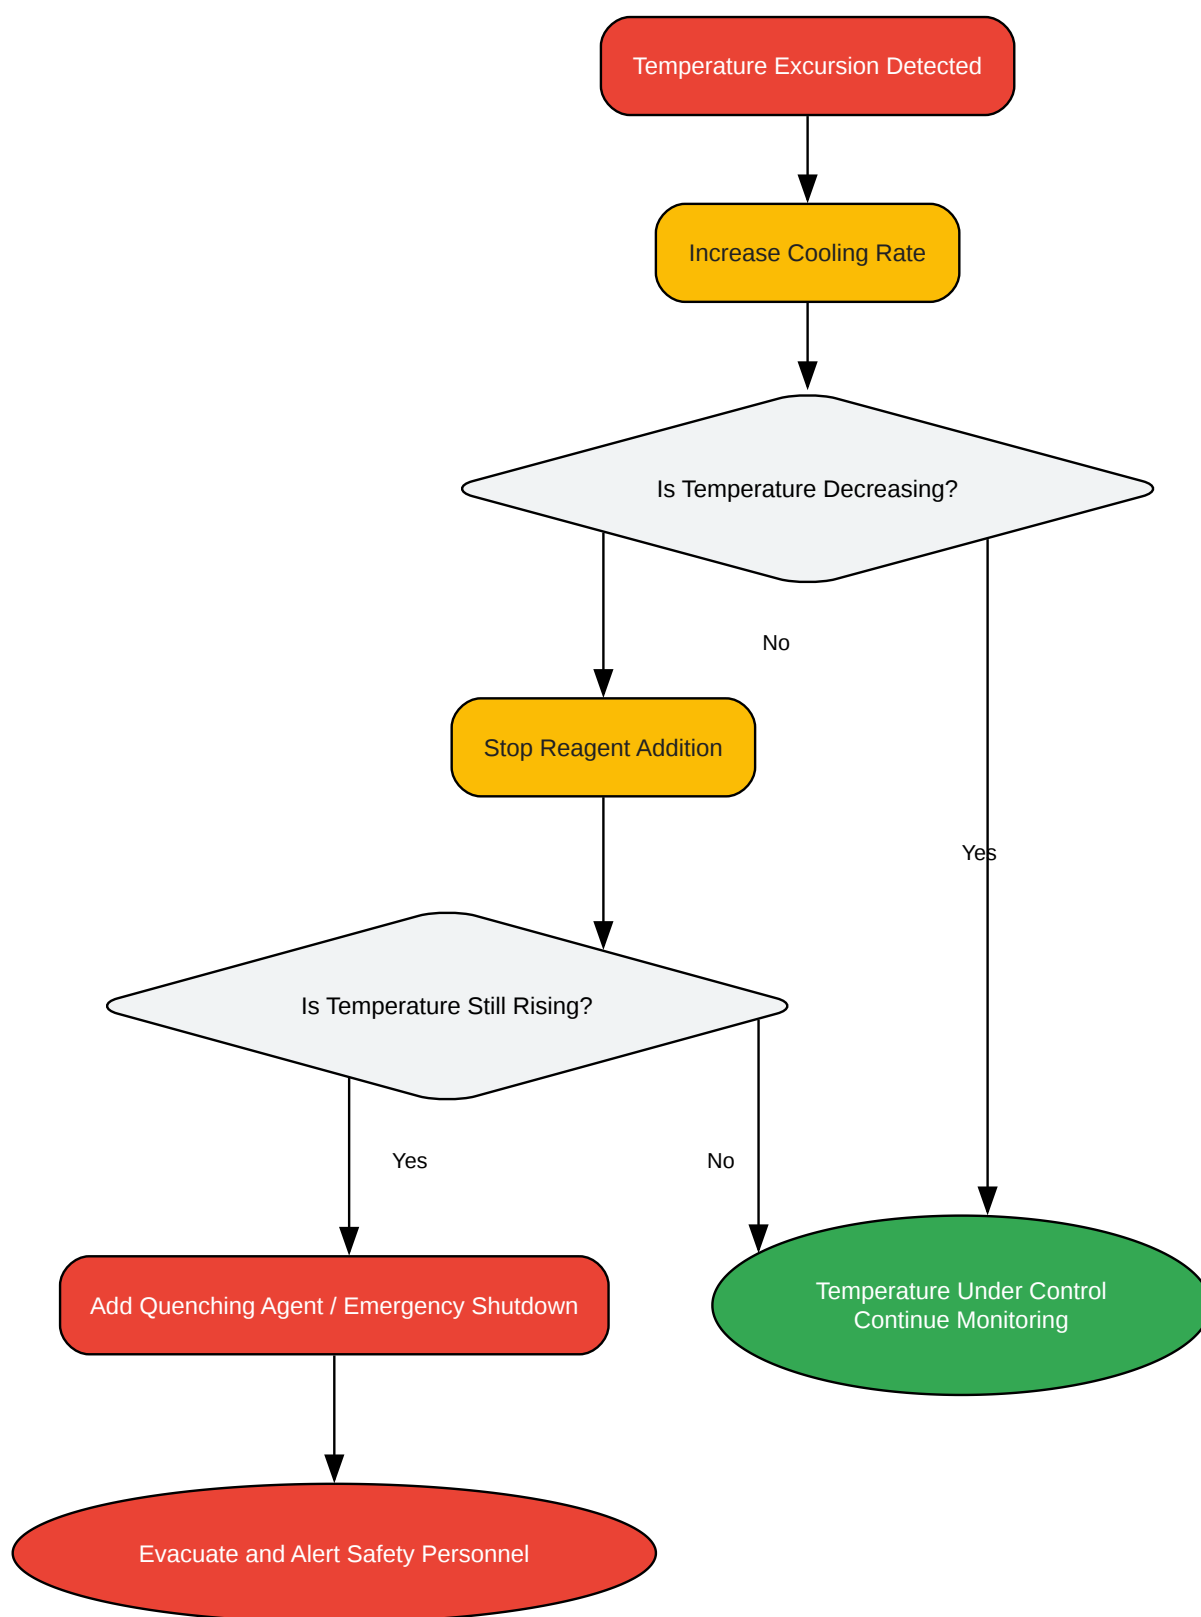 Temperature Excursion Detected
Increase Cooling Rate
Is Temperature Decreasing?
No
Stop Reagent Addition
Yes
Is Temperature Still Rising?
Yes
No
Add Quenching Agent / Emergency Shutdown
Temperature Under Control
Continue Monitoring
Evacuate and Alert Safety Personnel